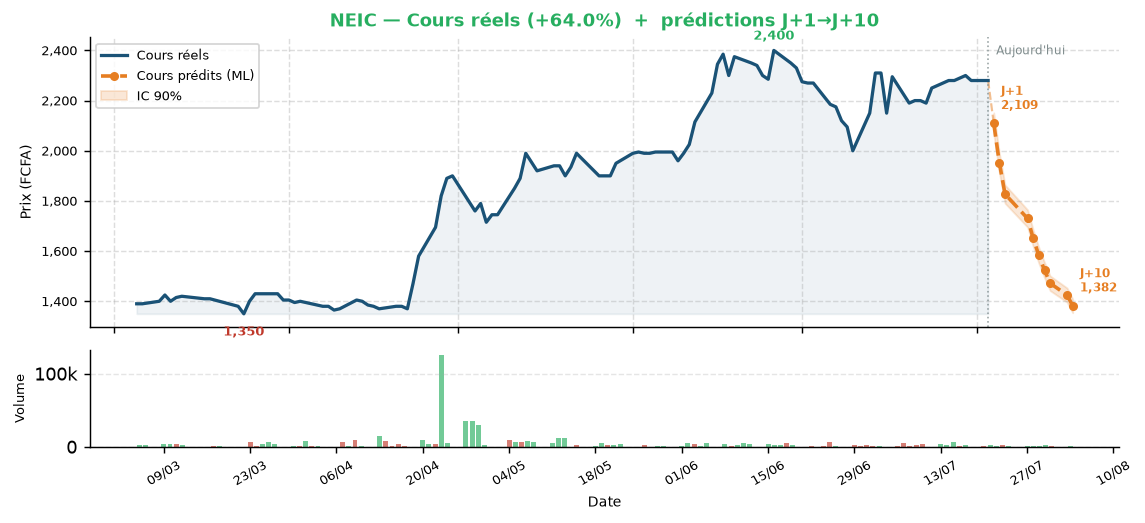 NEIC — Cours réels (+64.0%) + prédictions J+1→J+10
2,400
Cours réels
Cours prédits (ML)
IC 90%
Aujourd'hui
J+1
2,109
J+10
1,382
1,350
Prix (FCFA)
2,400
2,200
2,000
1,800
1,600
1,400
Volume
100k
0
09/03 23/03 06/04 20/04 04/05 18/05 01/06 15/06 29/06 13/07 27/07 10/08
Date